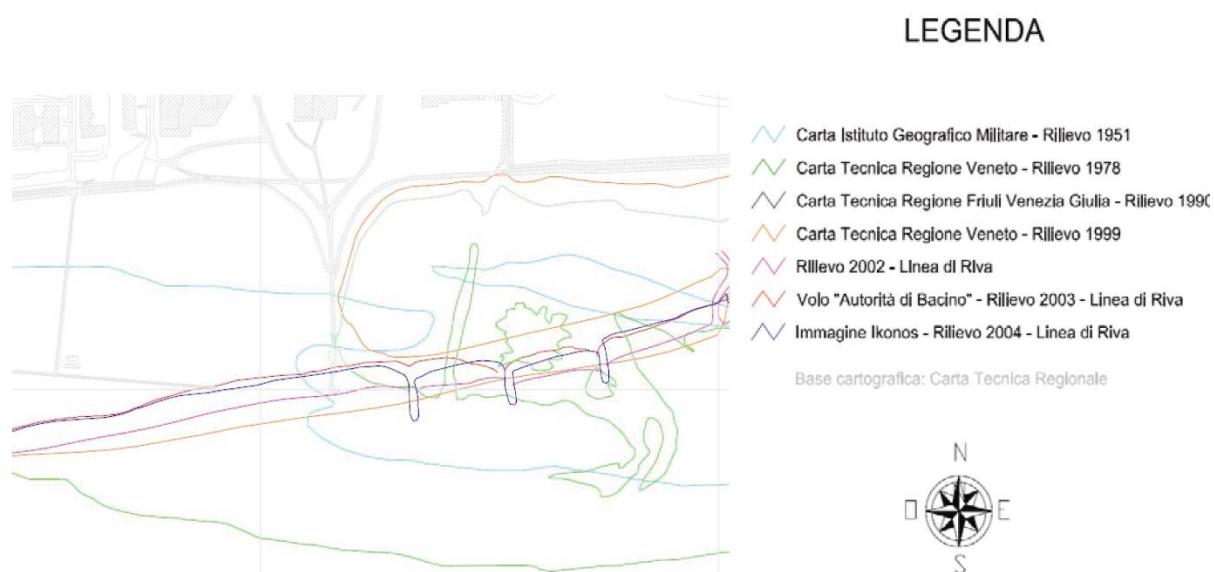 LEGENDA
Carta Istituto Geografico Militare - Rilievo 1951
Carta Tecnica Regione Veneto - Rilievo 1978
Carta Tecnica Regione Friuli Venezia Giulia - Rilievo 1990
Carta Tecnica Regione Veneto - Rilievo 1999
Rilievo 2002 - Linea di Riva
Volo "Autorità di Bacino" - Rilievo 2003 - Linea di Riva
Immagine Ikonos - Rilievo 2004 - Linea di Riva
Base cartografica: Carta Tecnica Regionale
N
O E
S